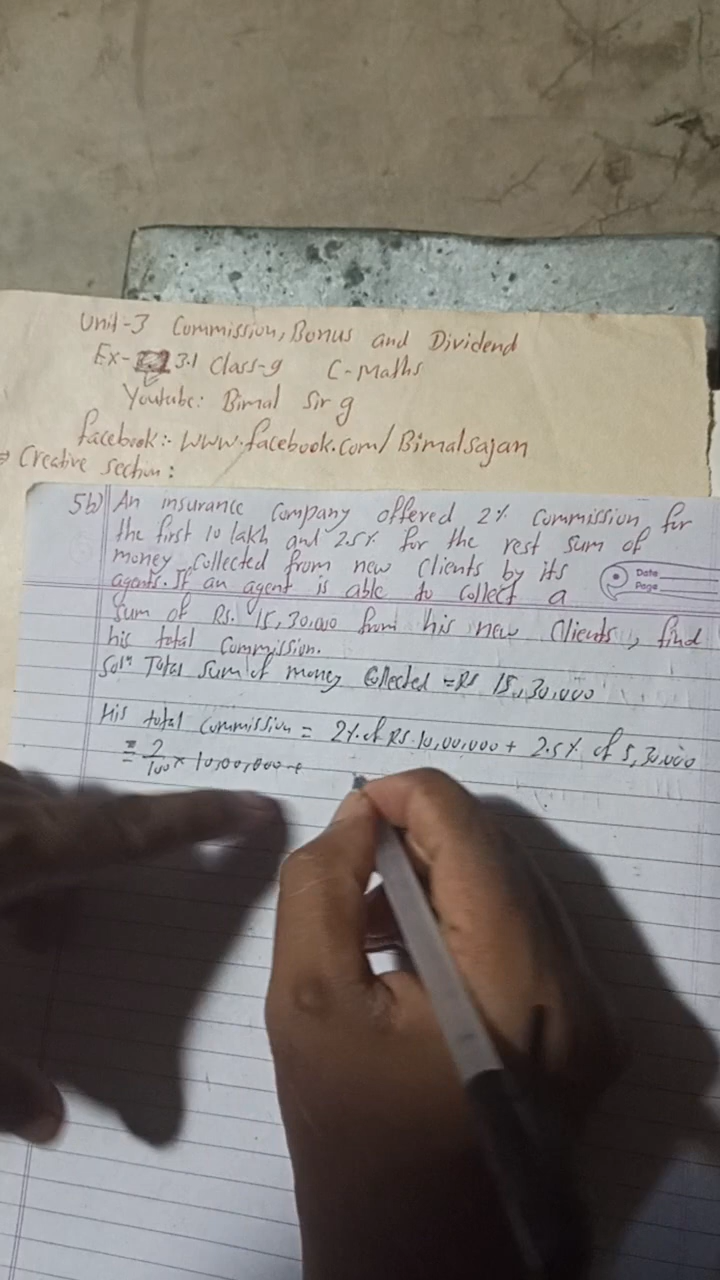 Unit-3 Commission, Bonus and Dividend
Ex- 3.1 Class-9 C-Maths
Youtube: Bimal Sir g
facebook:- www.facebook.com/Bimalsajan
⇒ Creative section:
5b) An insurance company offered 2% commission for
the first 10 lakh and 2.5% for the rest sum of
money collected from new clients by its
agents. If an agent is able to collect a
Date
Page
sum of Rs. 15,30,000 from his new clients, find
his total commission.
Solⁿ Total sum of money collected = Rs 15,30,000
His total commission = 2% of Rs. 10,00,000 + 2.5% of 5,30,000
= 2/100 × 10,00,000 +